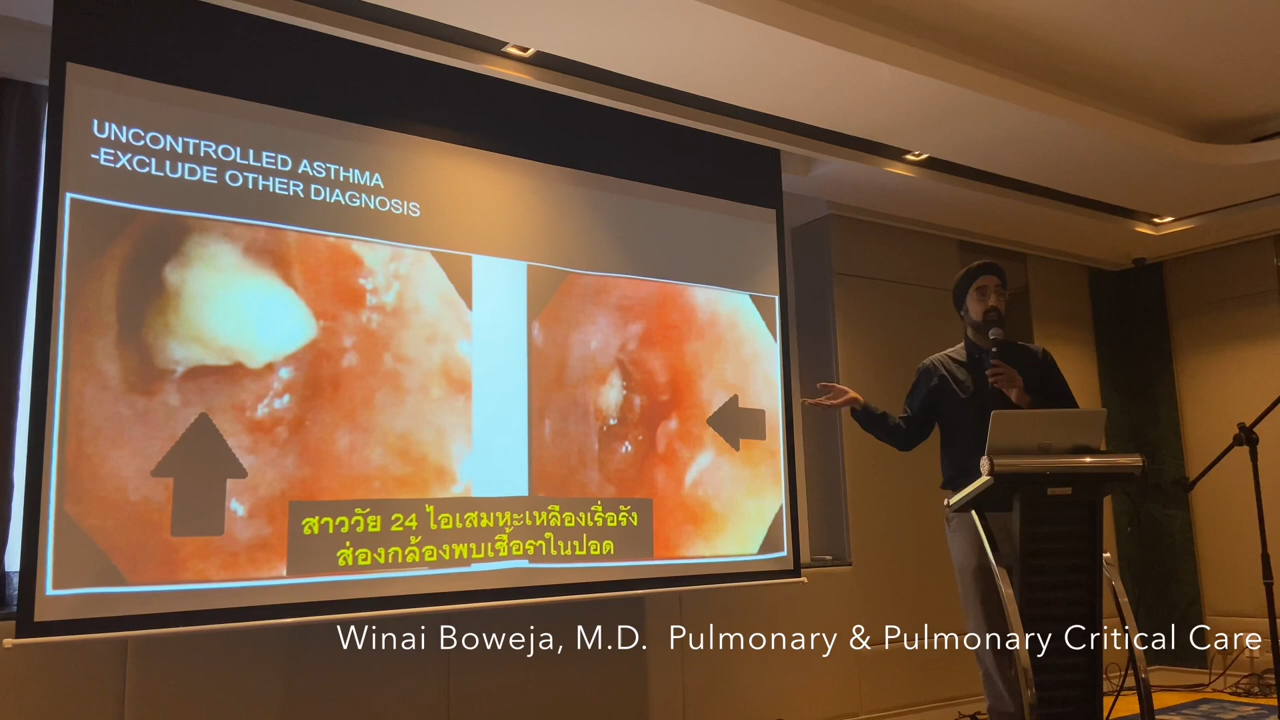 UNCONTROLLED ASTHMA
-EXCLUDE OTHER DIAGNOSIS
สาววัย 24 ไอเสมหะเหลืองเรื่อรัง
ส่องกล้องพบเชื้อราในปอด
Winai Boweja, M.D. Pulmonary & Pulmonary Critical Care